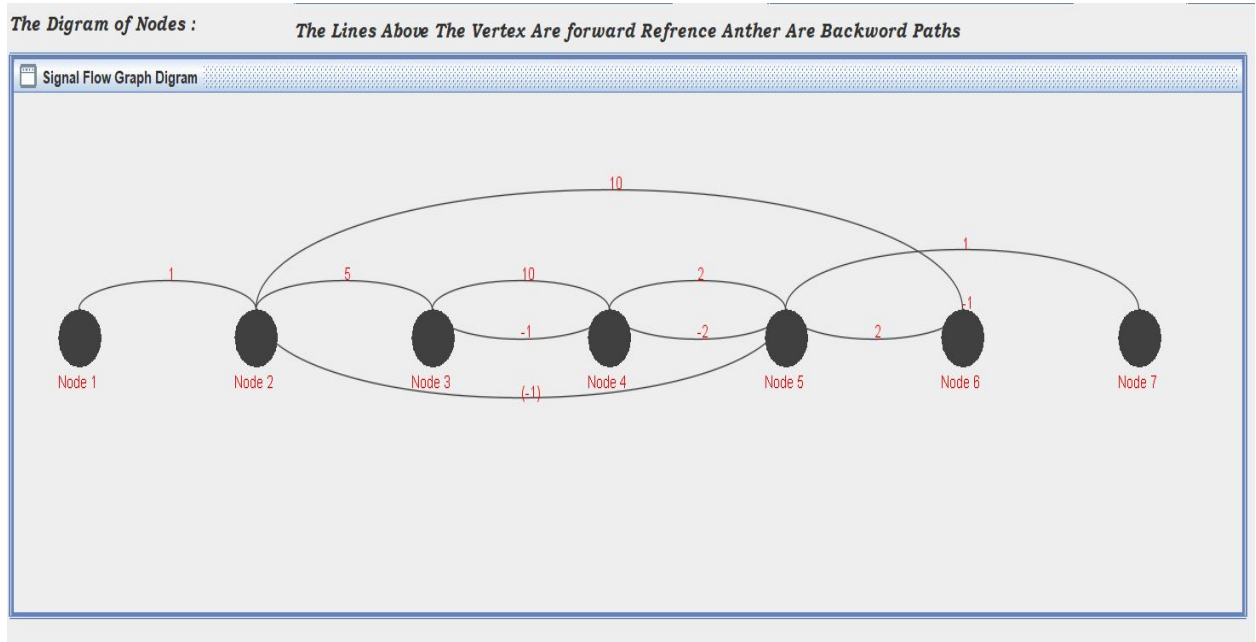 The Digram of Nodes :
The Lines Above The Vertex Are forward Refrence Anther Are Backword Paths
Signal Flow Graph Digram
10
1
1
5
10
2
-1
-1
-2
2
Node 1
Node 2
Node 3
Node 4
Node 5
Node 6
Node 7
(-1)